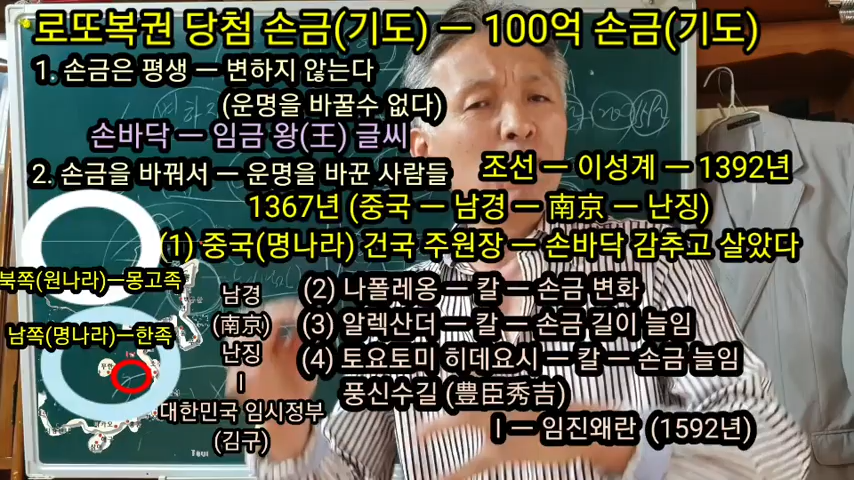 로또복권 당첨 손금(기도) ㅡ 100억 손금(기도)
1. 손금은 평생 ㅡ 변하지 않는다
(운명을 바꿀수 없다)
손바닥 ㅡ 임금 왕(王) 글씨
2. 손금을 바꿔서 ㅡ 운명을 바꾼 사람들
조선 ㅡ 이성계 ㅡ 1392년
1367년 (중국 ㅡ 남경 ㅡ 南京 ㅡ 난징)
(1) 중국(명나라) 건국 주원장 ㅡ 손바닥 감추고 살았다
북쪽(원나라)ㅡ몽고족
남쪽(명나라)ㅡ한족
남경
(南京)
난징
ㅣ
대한민국 임시정부
(김구)
(2) 나폴레옹 ㅡ 칼 ㅡ 손금 변화
(3) 알렉산더 ㅡ 칼ㅡ 손금 길이 늘임
(4) 토요토미 히데요시 ㅡ 칼 ㅡ 손금 늘임
풍신수길 (豊臣秀吉)
ㅣㅡ 임진왜란 (1592년)